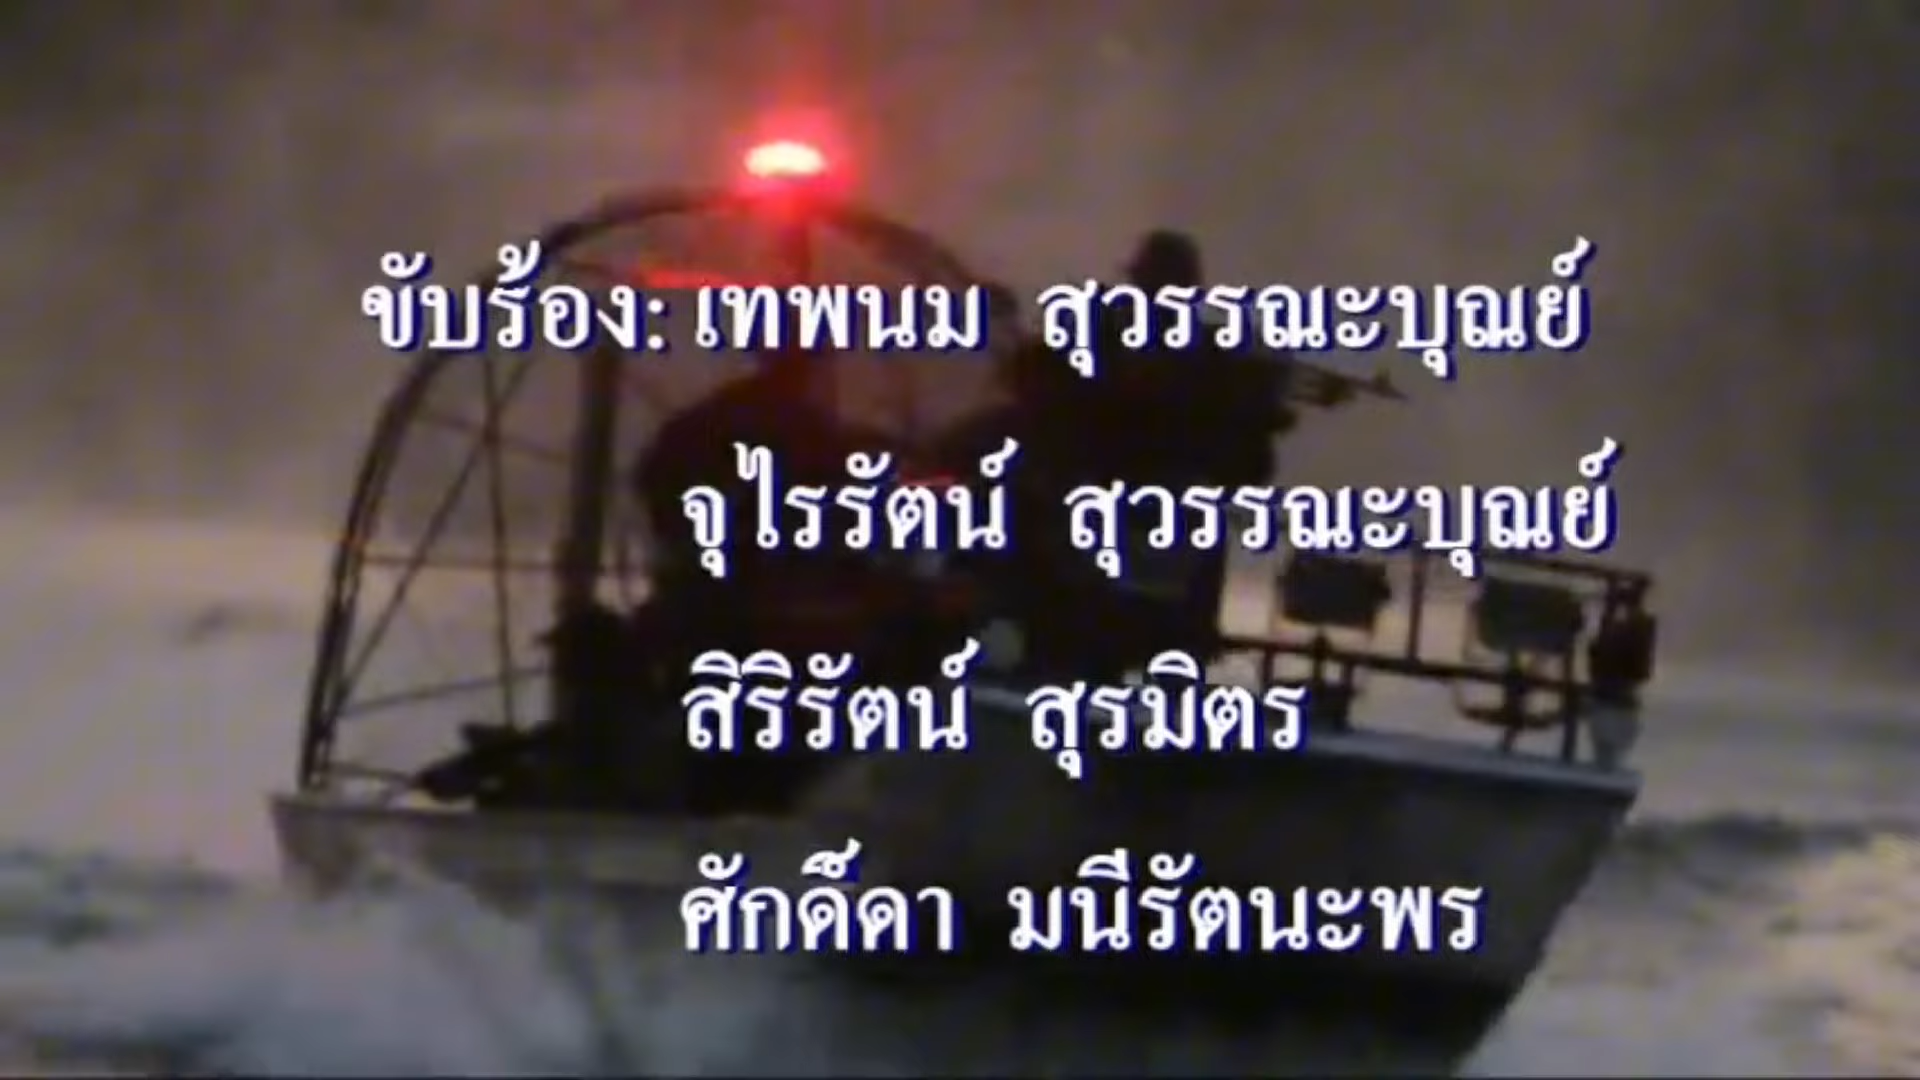 ขับร้อง: เทพนม สุวรรณะบุณย์
จุไรรัตน์ สุวรรณะบุณย์
สิริรัตน์ สุรมิตร
ศักดิ์ดา มนีรัตนะพร